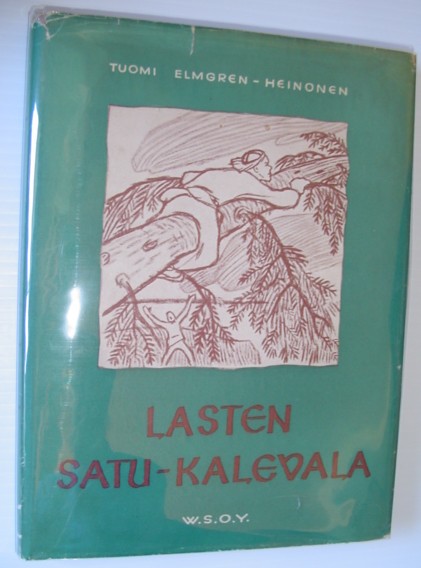 TUOMI ELMGREN-HEINONEN
LASTEN
SATU-KALEVALA
W.S.O.Y.